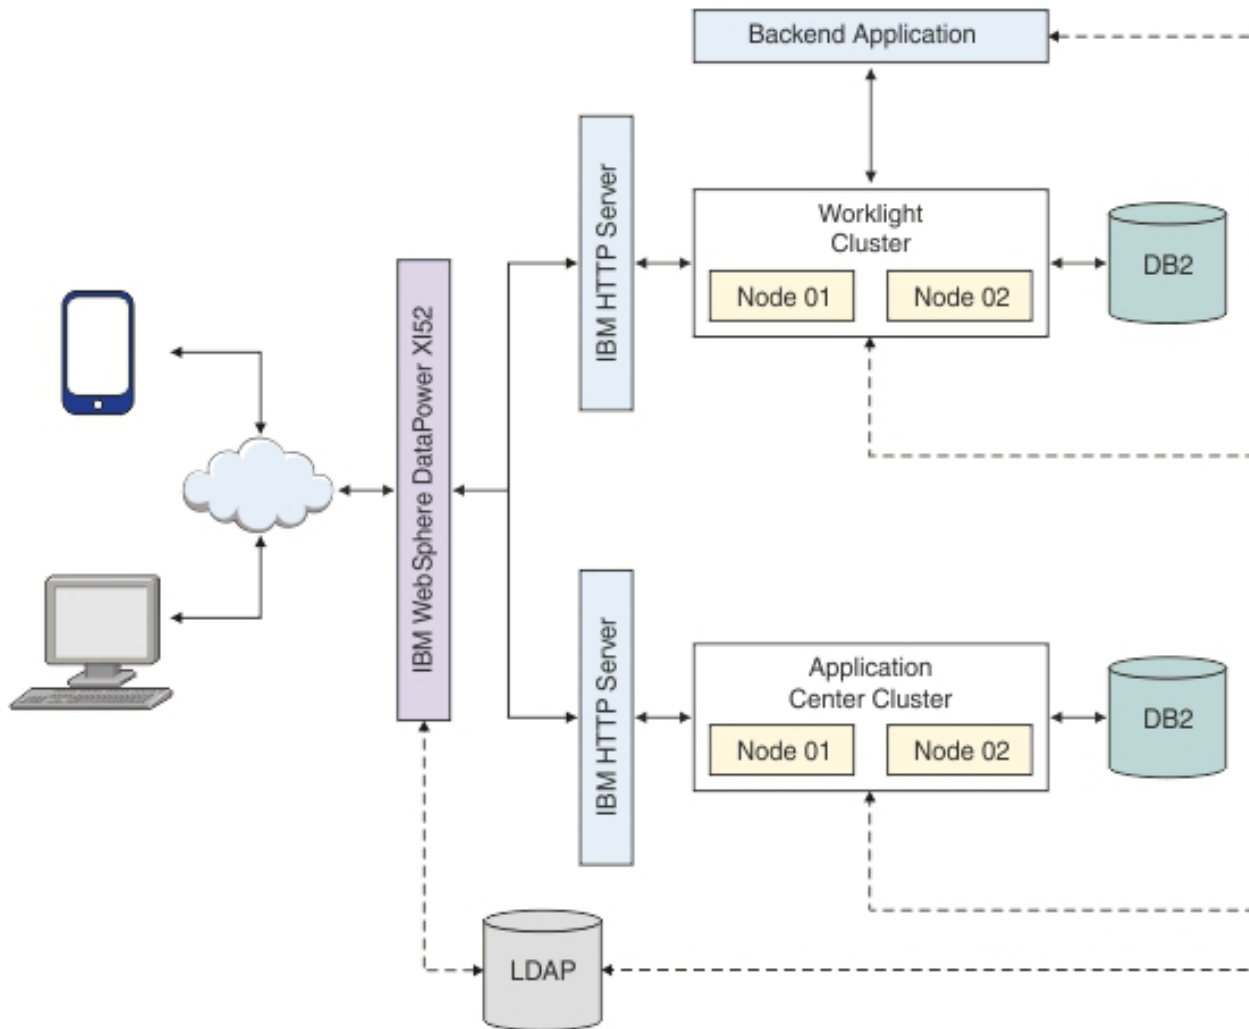 Backend Application
IBM HTTP Server
Worklight
Cluster
Node 01
Node 02
DB2
IBM WebSphere DataPower XI52
IBM HTTP Server
Application
Center Cluster
Node 01
Node 02
DB2
LDAP